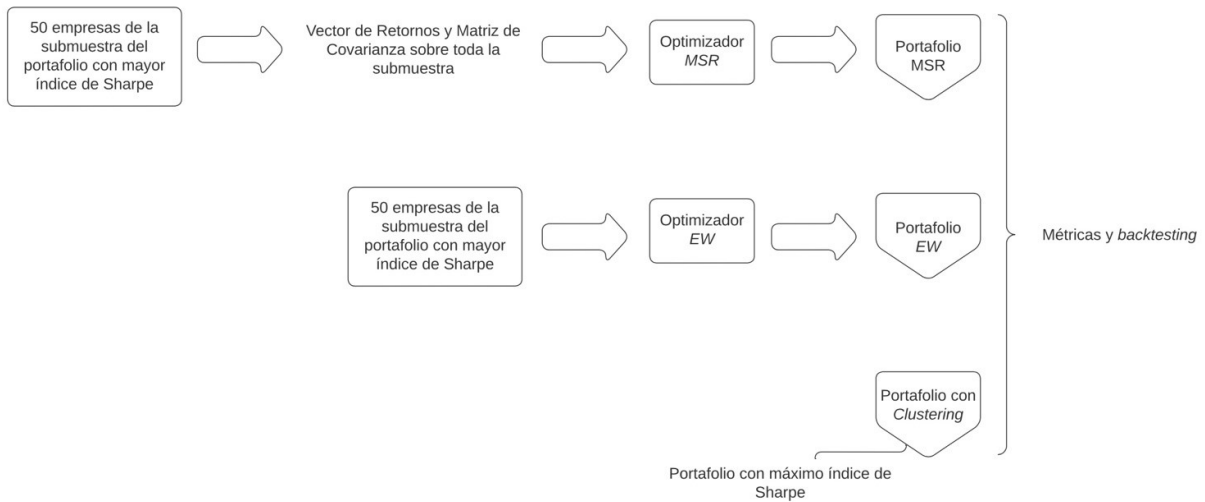 50 empresas de la
submuestra del
portafolio con mayor
índice de Sharpe
Vector de Retornos y Matriz de
Covarianza sobre toda la
submuestra
Optimizador
MSR
Portafolio
MSR
50 empresas de la
submuestra del
portafolio con mayor
índice de Sharpe
Optimizador
EW
Portafolio
EW
Métricas y backtesting
Portafolio con
Clustering
Portafolio con máximo índice de
Sharpe